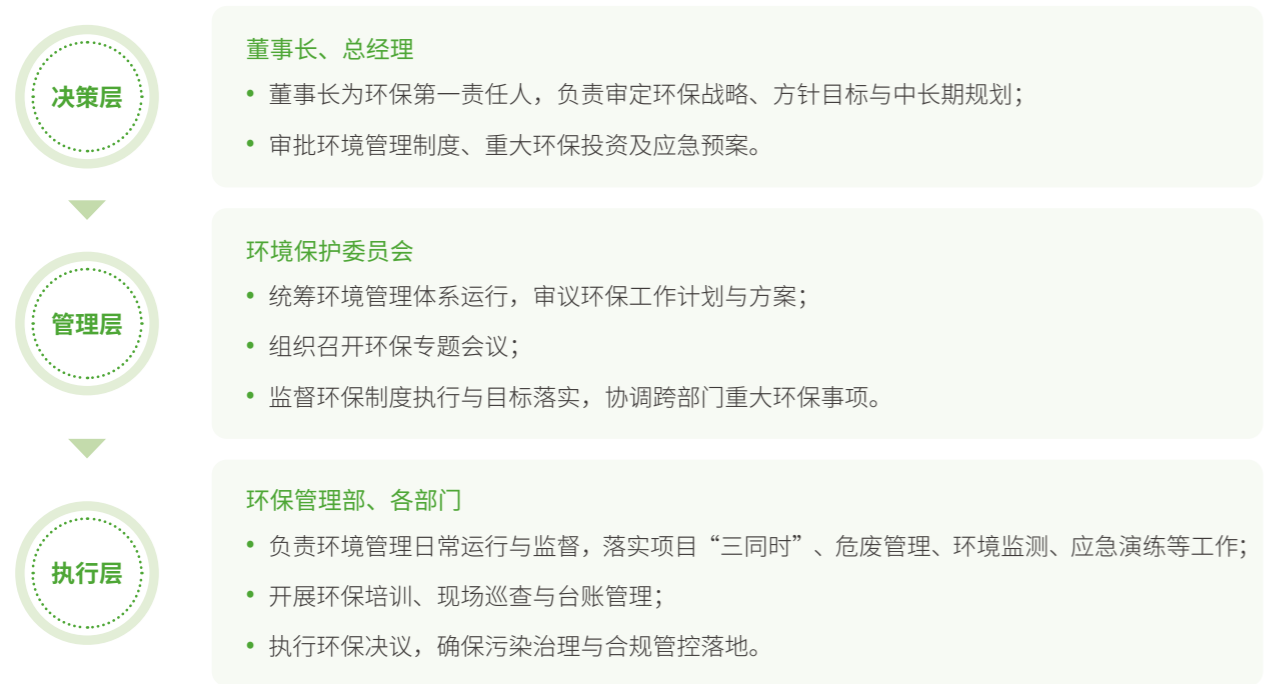 决策层
董事长、总经理
• 董事长为环保第一责任人，负责审定环保战略、方针目标与中长期规划；
• 审批环境管理制度、重大环保投资及应急预案。
管理层
环境保护委员会
• 统筹环境管理体系运行，审议环保工作计划与方案；
• 组织召开环保专题会议；
• 监督环保制度执行与目标落实，协调跨部门重大环保事项。
执行层
环保管理部、各部门
• 负责环境管理日常运行与监督，落实项目“三同时”、危废管理、环境监测、应急演练等工作；
• 开展环保培训、现场巡查与台账管理；
• 执行环保决议，确保污染治理与合规管控落地。